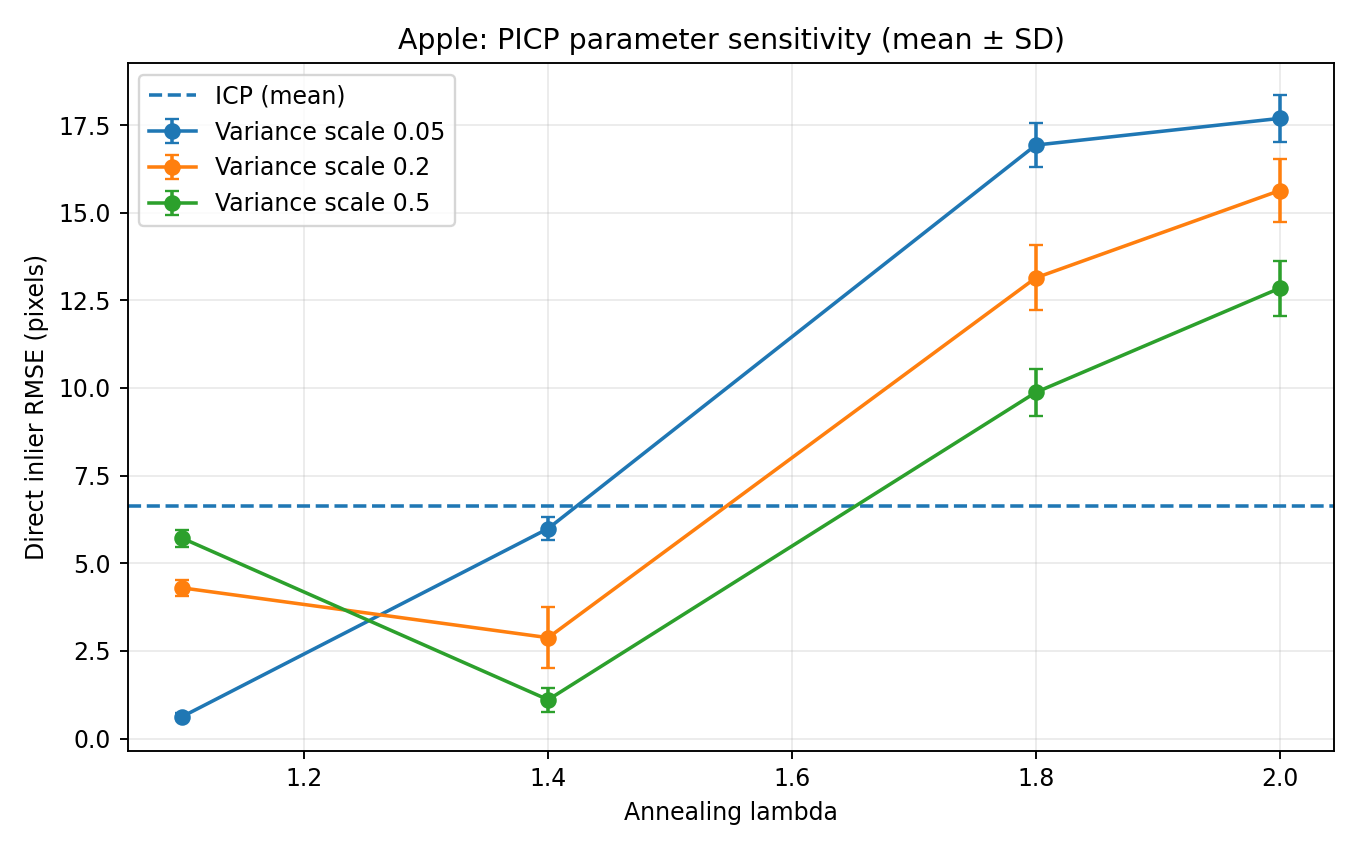 Apple: PICP parameter sensitivity (mean ± SD)
ICP (mean)
Variance scale 0.05
Variance scale 0.2
Variance scale 0.5
Direct inlier RMSE (pixels)
17.5
15.0
12.5
10.0
7.5
5.0
2.5
0.0
1.2 1.4 1.6 1.8 2.0
Annealing lambda